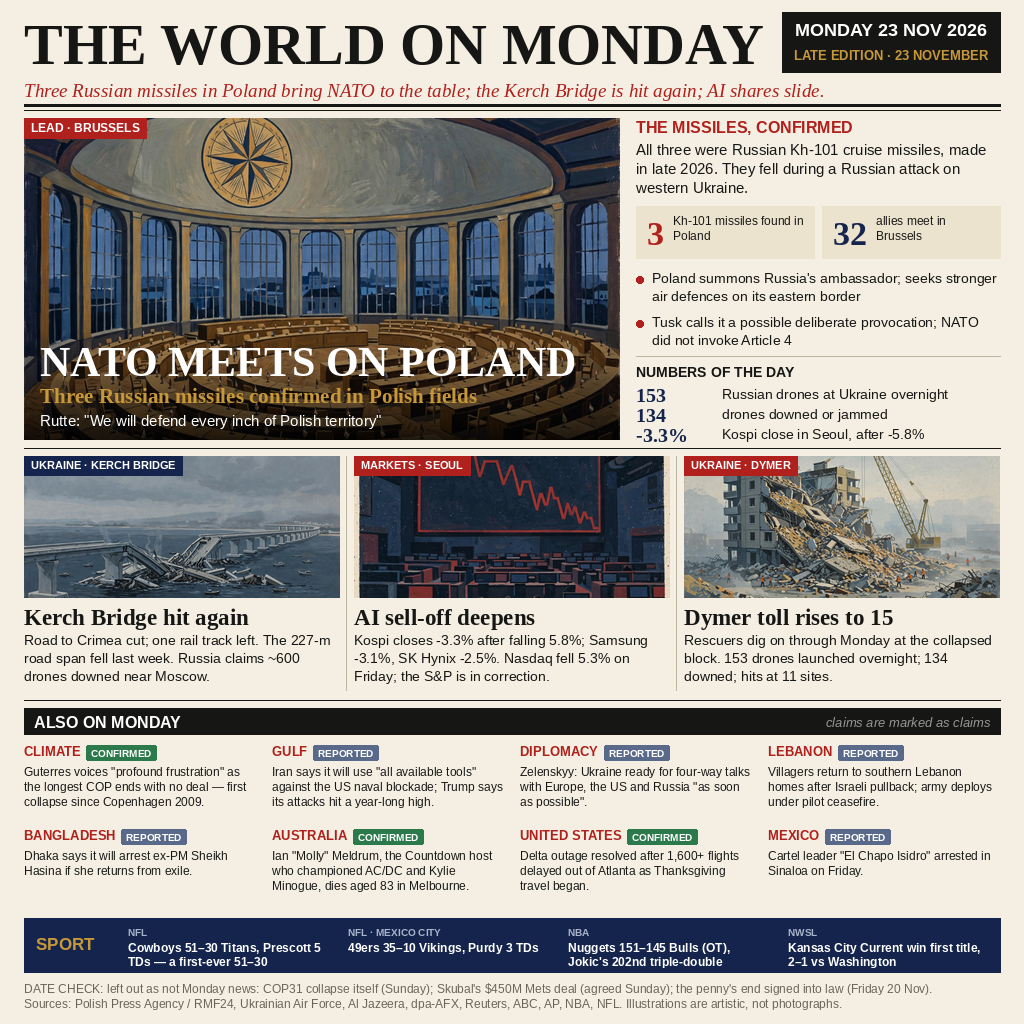 THE WORLD ON MONDAY
MONDAY 23 NOV 2026
LATE EDITION · 23 NOVEMBER
Three Russian missiles in Poland bring NATO to the table; the Kerch Bridge is hit again; AI shares slide.
LEAD · BRUSSELS
NATO MEETS ON POLAND
Three Russian missiles confirmed in Polish fields
Rutte: "We will defend every inch of Polish territory"
THE MISSILES, CONFIRMED
All three were Russian Kh-101 cruise missiles, made
in late 2026. They fell during a Russian attack on
western Ukraine.
3
Kh-101 missiles found in
Poland
32
allies meet in
Brussels
Poland summons Russia's ambassador; seeks stronger
air defences on its eastern border
Tusk calls it a possible deliberate provocation; NATO
did not invoke Article 4
NUMBERS OF THE DAY
153 Russian drones at Ukraine overnight
134 drones downed or jammed
-3.3% Kospi close in Seoul, after -5.8%
UKRAINE · KERCH BRIDGE
Kerch Bridge hit again
Road to Crimea cut; one rail track left. The 227-m
road span fell last week. Russia claims ~600
drones downed near Moscow.
MARKETS · SEOUL
AI sell-off deepens
Kospi closes -3.3% after falling 5.8%; Samsung
-3.1%, SK Hynix -2.5%. Nasdaq fell 5.3% on
Friday; the S&P is in correction.
UKRAINE · DYMER
Dymer toll rises to 15
Rescuers dig on through Monday at the collapsed
block. 153 drones launched overnight; 134
downed; hits at 11 sites.
ALSO ON MONDAY
claims are marked as claims
CLIMATE CONFIRMED
Guterres voices "profound frustration" as
the longest COP ends with no deal — first
collapse since Copenhagen 2009.
GULF REPORTED
Iran says it will use "all available tools"
against the US naval blockade; Trump says
its attacks hit a year-long high.
DIPLOMACY REPORTED
Zelenskyy: Ukraine ready for four-way talks
with Europe, the US and Russia "as soon
as possible".
LEBANON REPORTED
Villagers return to southern Lebanon
homes after Israeli pullback; army deploys
under pilot ceasefire.
BANGLADESH REPORTED
Dhaka says it will arrest ex-PM Sheikh
Hasina if she returns from exile.
AUSTRALIA CONFIRMED
Ian "Molly" Meldrum, the Countdown host
who championed AC/DC and Kylie
Minogue, dies aged 83 in Melbourne.
UNITED STATES CONFIRMED
Delta outage resolved after 1,600+ flights
delayed out of Atlanta as Thanksgiving
travel began.
MEXICO REPORTED
Cartel leader "El Chapo Isidro" arrested in
Sinaloa on Friday.
SPORT
NFL
Cowboys 51–30 Titans, Prescott 5
TDs — a first-ever 51–30
NFL · MEXICO CITY
49ers 35–10 Vikings, Purdy 3 TDs
NBA
Nuggets 151–145 Bulls (OT),
Jokic's 202nd triple-double
NWSL
Kansas City Current win first title,
2–1 vs Washington
DATE CHECK: left out as not Monday news: COP31 collapse itself (Sunday); Skubal's $450M Mets deal (agreed Sunday); the penny's end signed into law (Friday 20 Nov).
Sources: Polish Press Agency / RMF24, Ukrainian Air Force, Al Jazeera, dpa-AFX, Reuters, ABC, AP, NBA, NFL. Illustrations are artistic, not photographs.